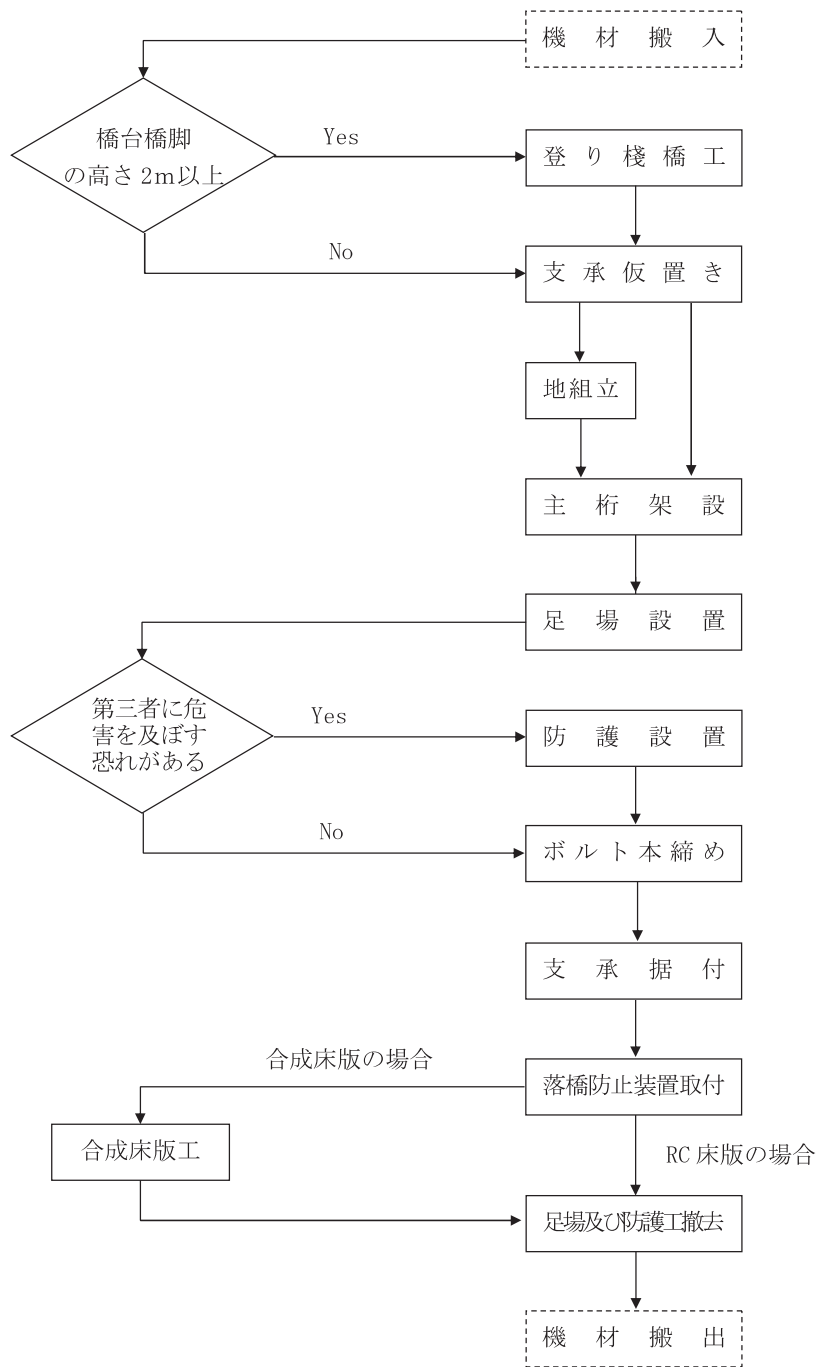 機材搬入
橋台橋脚
の高さ2m以上
Yes
登り棧橋工
No
支承仮置き
地組立
主桁架設
足場設置
第三者に危
害を及ぼす
恐れがある
Yes
防護設置
No
ボルト本締め
支承据付
合成床版の場合
落橋防止装置取付
合成床版工
RC床版の場合
足場及び防護工撤去
機材搬出